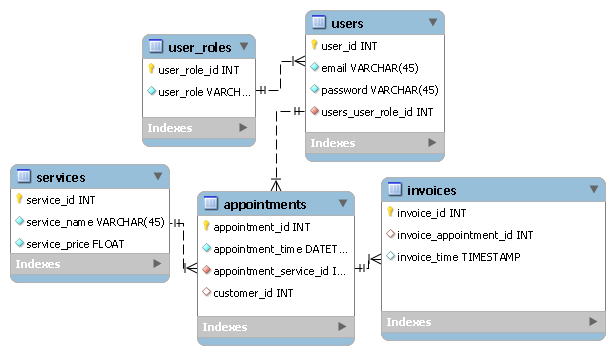 user_roles
user_role_id INT
user_role VARCH...
Indexes
users
user_id INT
email VARCHAR(45)
password VARCHAR(45)
users_user_role_id INT
Indexes
services
service_id INT
service_name VARCHAR(45)
service_price FLOAT
Indexes
appointments
appointment_id INT
appointment_time DATET...
appointment_service_id I...
customer_id INT
Indexes
invoices
invoice_id INT
invoice_appointment_id INT
invoice_time TIMESTAMP
Indexes